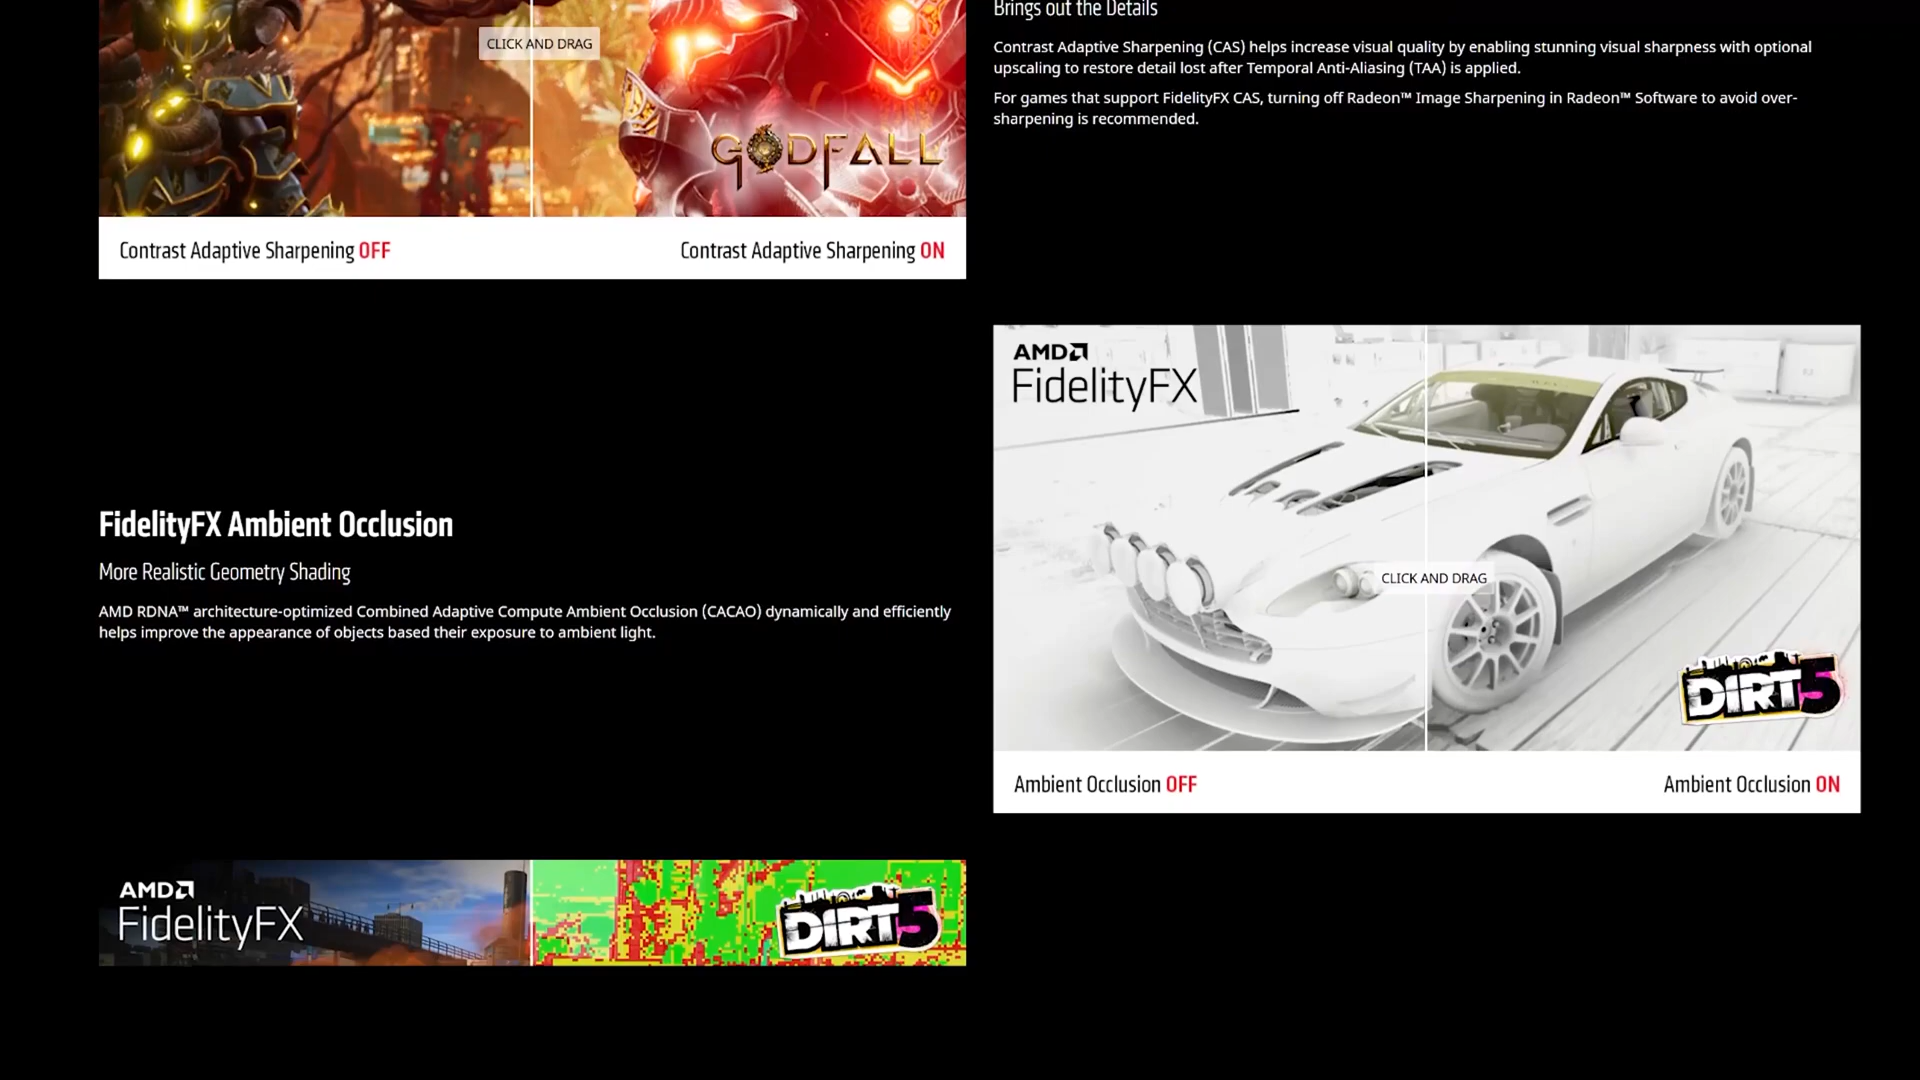 Brings out the Details
CLICK AND DRAG
Contrast Adaptive Sharpening (CAS) helps increase visual quality by enabling stunning visual sharpness with optional
upscaling to restore detail lost after Temporal Anti-Aliasing (TAA) is applied.
For games that support FidelityFX CAS, turning off Radeon™ Image Sharpening in Radeon™ Software to avoid over-
sharpening is recommended.
GODFALL
Contrast Adaptive Sharpening OFF
Contrast Adaptive Sharpening ON
AMD
FidelityFX
FidelityFX Ambient Occlusion
More Realistic Geometry Shading
AMD RDNA™ architecture-optimized Combined Adaptive Compute Ambient Occlusion (CACAO) dynamically and efficiently
helps improve the appearance of objects based their exposure to ambient light.
CLICK AND DRAG
DIRT 5
Ambient Occlusion OFF
Ambient Occlusion ON
AMD
FidelityFX
DIRT 5